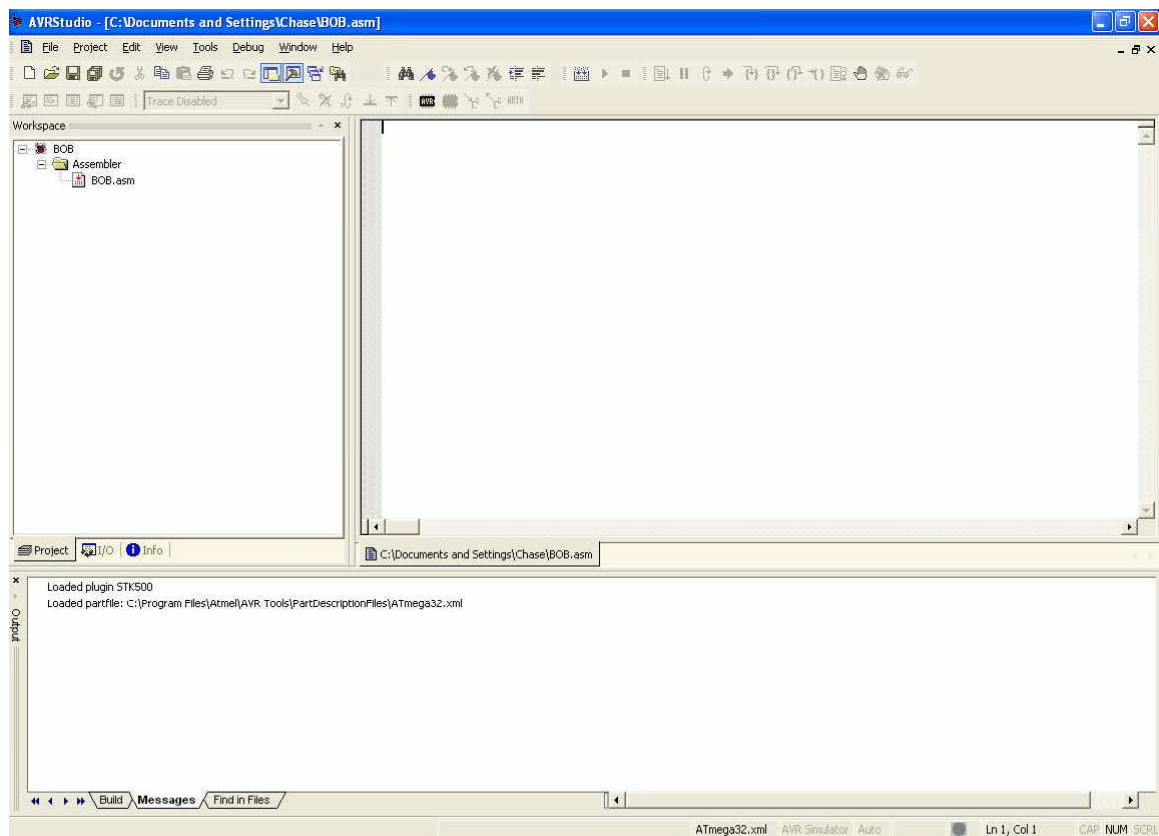 AVRStudio - [C:\Documents and Settings\Chase\BOB.asm]
File Project Edit View Tools Debug Window Help
Trace Disabled
AVR
AUTO
Workspace
BOB
Assembler
BOB.asm
Project I/O Info
C:\Documents and Settings\Chase\BOB.asm
Loaded plugin STK500
Loaded partfile: C:\Program Files\Atmel\AVR Tools\PartDescriptionFiles\ATmega32.xml
Output
Build Messages Find in Files
ATmega32.xml AVR Simulator Auto Ln 1, Col 1 CAP NUM SCRL